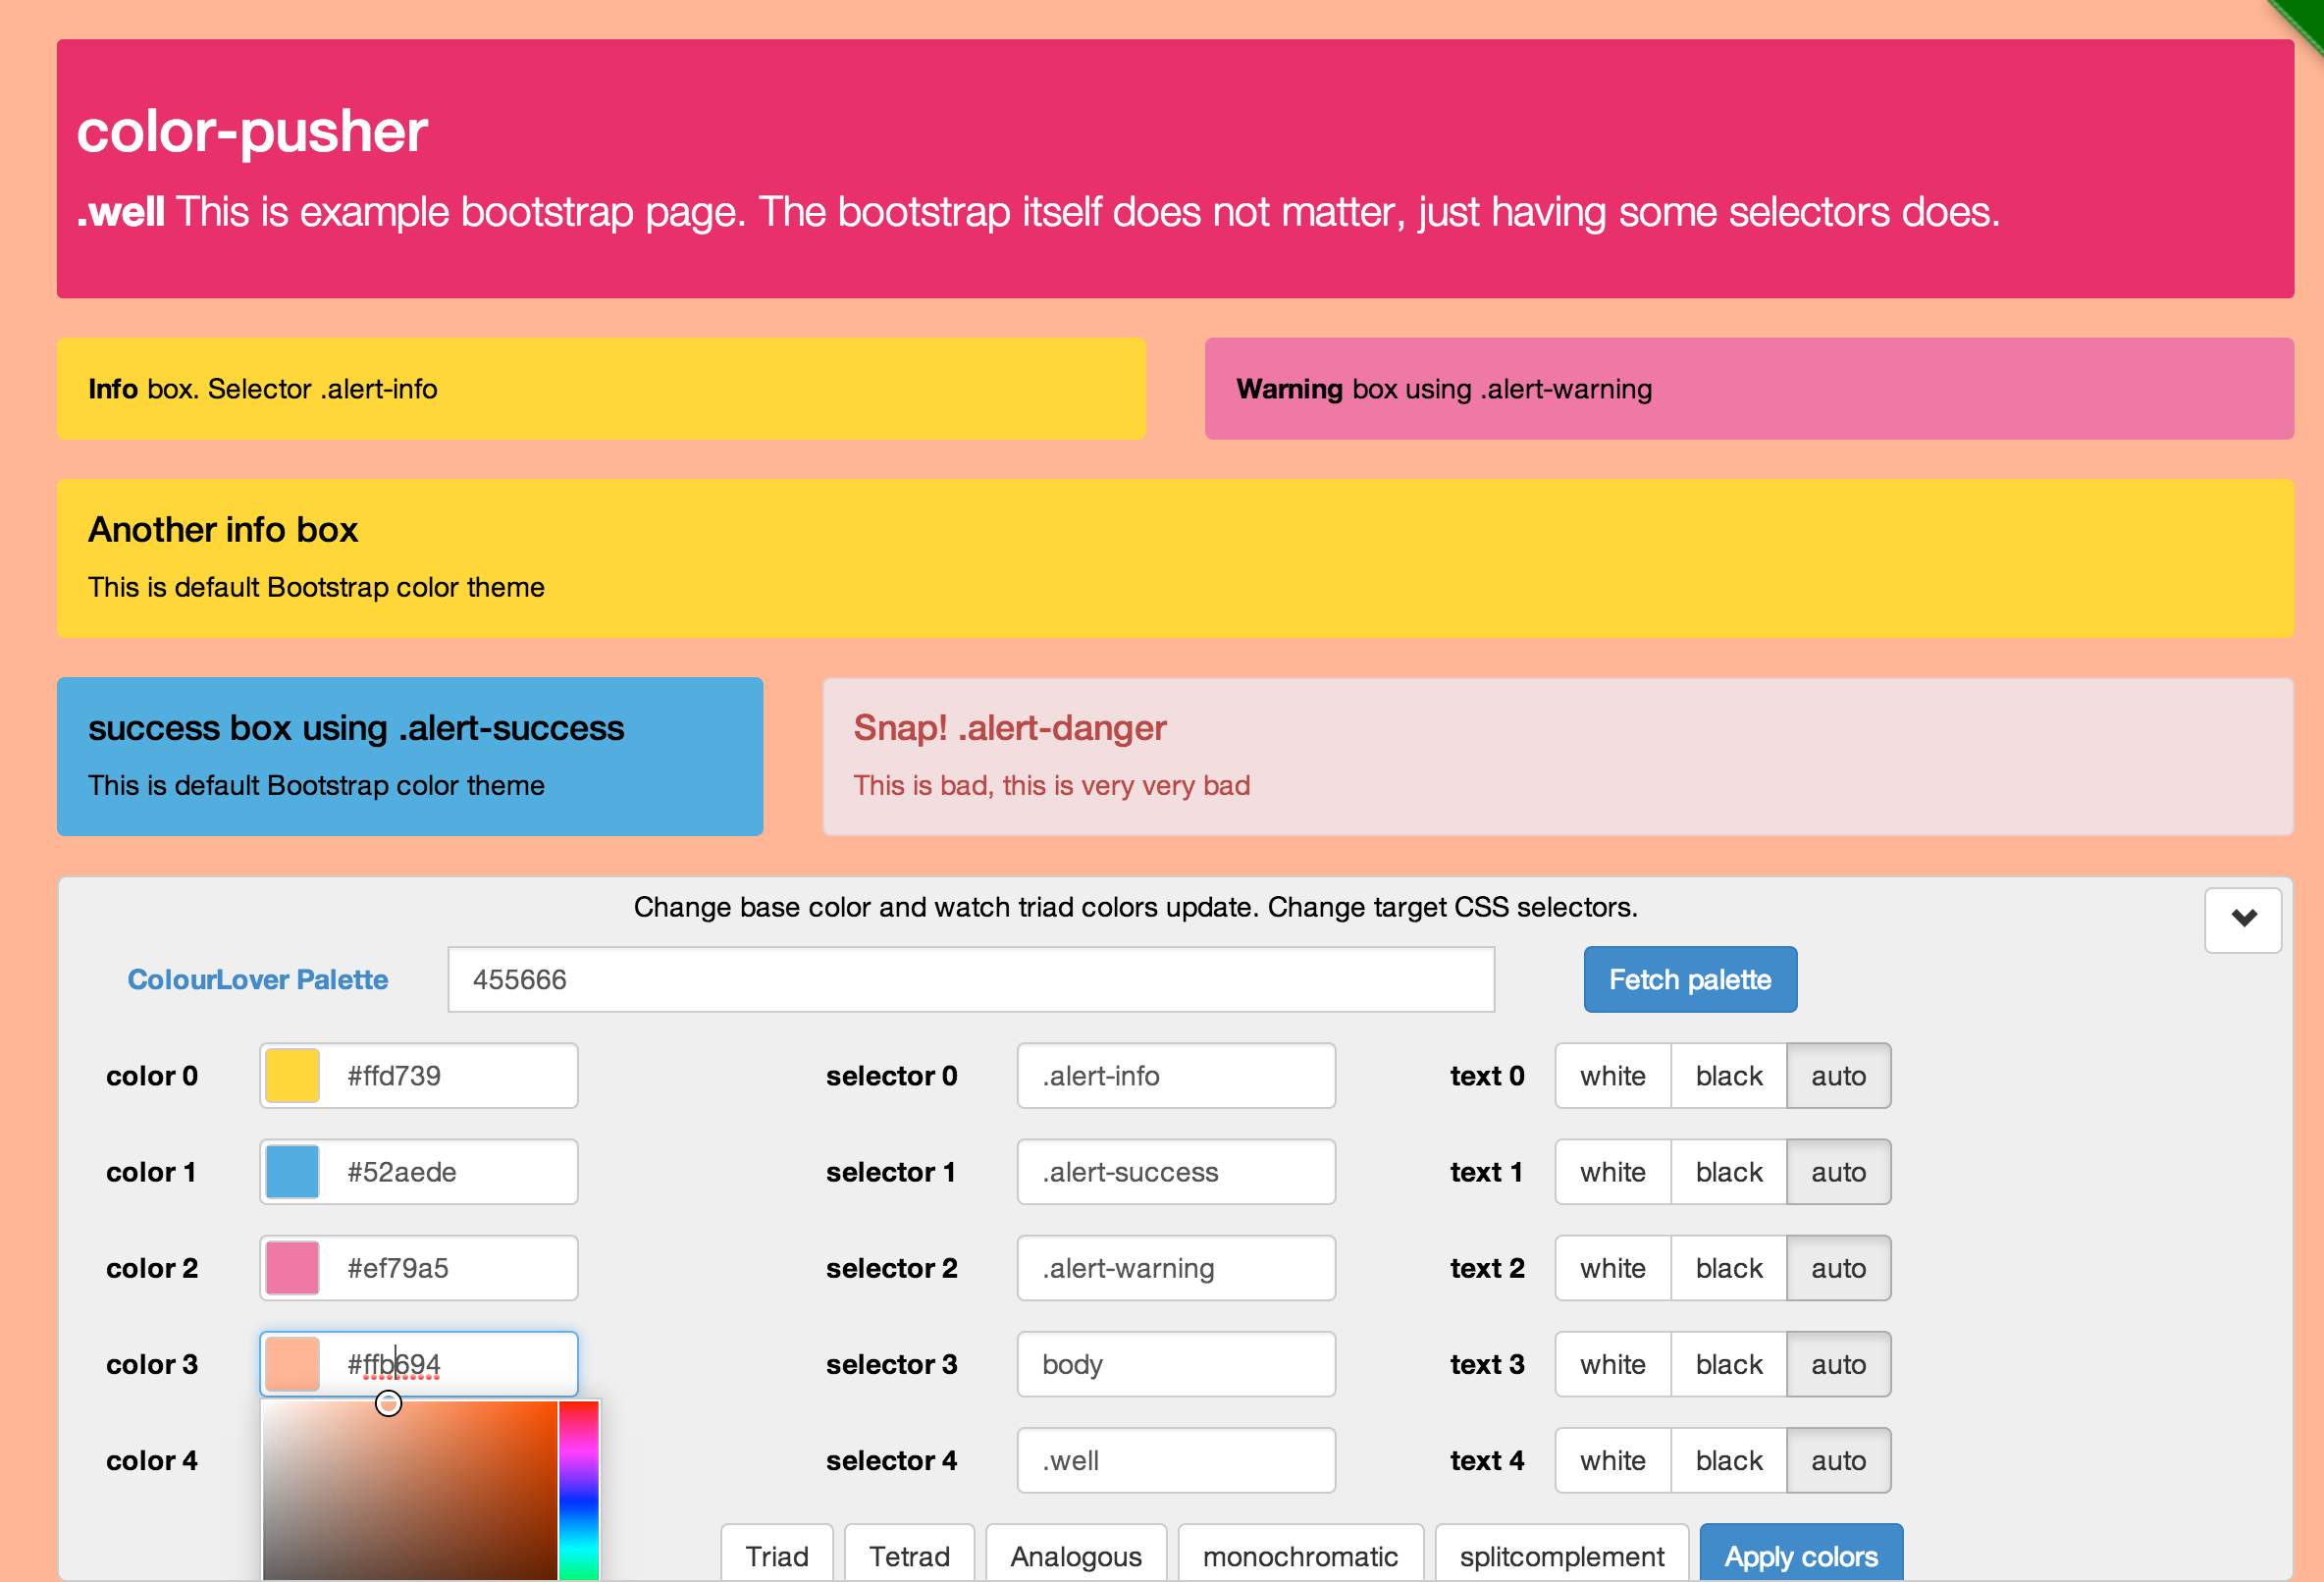 color-pusher
.well This is example bootstrap page. The bootstrap itself does not matter, just having some selectors does.
Info box. Selector .alert-info
Warning box using .alert-warning
Another info box
This is default Bootstrap color theme
success box using .alert-success
This is default Bootstrap color theme
Snap! .alert-danger
This is bad, this is very very bad
Change base color and watch triad colors update. Change target CSS selectors.
ColourLover Palette 455666 Fetch palette
color 0 #ffd739 selector 0 .alert-info text 0 white black auto
color 1 #52aede selector 1 .alert-success text 1 white black auto
color 2 #ef79a5 selector 2 .alert-warning text 2 white black auto
color 3 #ffb694 selector 3 body text 3 white black auto
color 4 selector 4 .well text 4 white black auto
Triad Tetrad Analogous monochromatic splitcomplement Apply colors